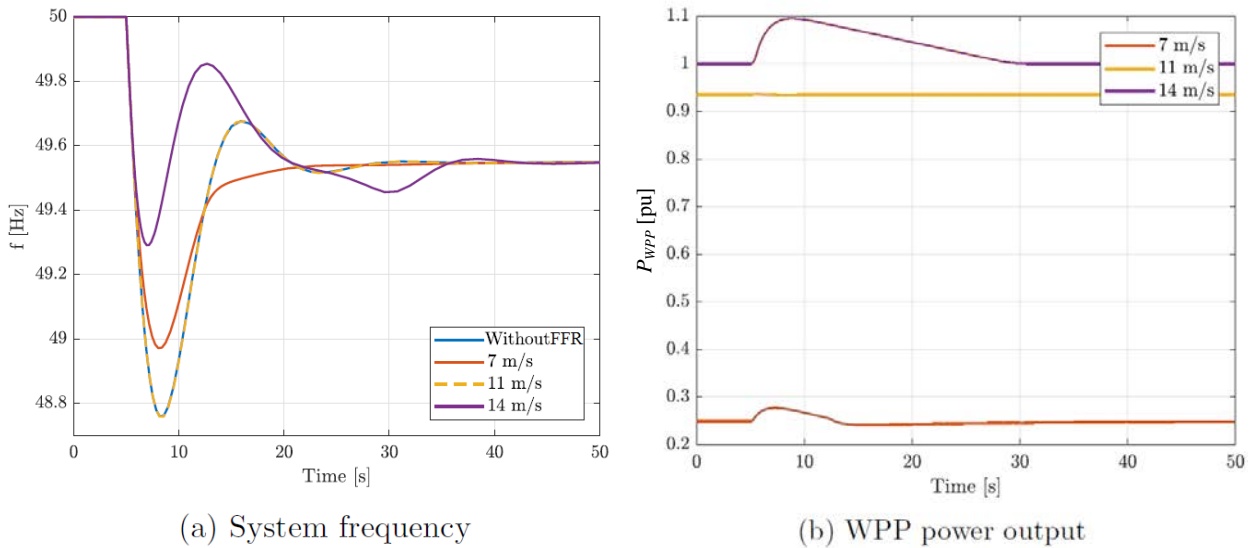 50
49.8
49.6
49.4
49.2
49
48.8
f [Hz]
0
10
20
30
40
50
Time [s]
WithoutFFR
7 m/s
11 m/s
14 m/s
(a) System frequency
1.1
1
0.9
0.8
0.7
0.6
0.5
0.4
0.3
0.2
P_WPP [pu]
0
10
20
30
40
50
Time [s]
7 m/s
11 m/s
14 m/s
(b) WPP power output